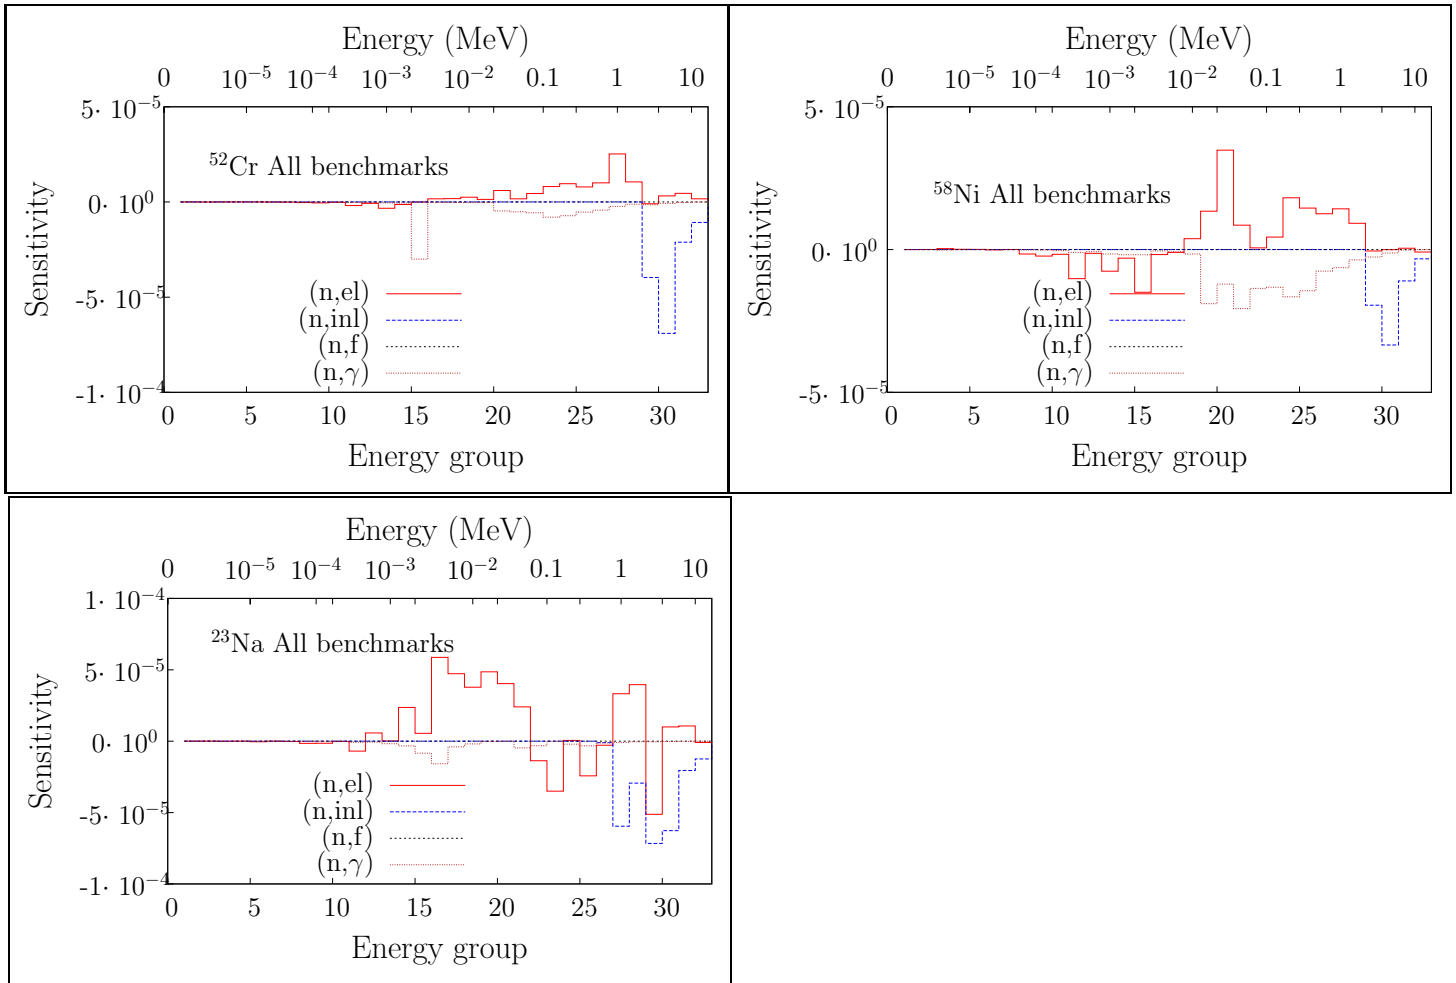 Energy (MeV)
0 10⁻⁵ 10⁻⁴ 10⁻³ 10⁻² 0.1 1 10
5· 10⁻⁵
⁵²Cr All benchmarks
0· 10⁰
Sensitivity
(n,el)
-5· 10⁻⁵
(n,inl)
(n,f)
(n,γ)
-1· 10⁻⁴
0 5 10 15 20 25 30
Energy group
Energy (MeV)
0 10⁻⁵ 10⁻⁴ 10⁻³ 10⁻² 0.1 1 10
5· 10⁻⁵
⁵⁸Ni All benchmarks
0· 10⁰
Sensitivity
(n,el)
(n,inl)
(n,f)
(n,γ)
-5· 10⁻⁵
0 5 10 15 20 25 30
Energy group
Energy (MeV)
0 10⁻⁵ 10⁻⁴ 10⁻³ 10⁻² 0.1 1 10
1· 10⁻⁴
²³Na All benchmarks
5· 10⁻⁵
0· 10⁰
Sensitivity
(n,el)
-5· 10⁻⁵
(n,inl)
(n,f)
(n,γ)
-1· 10⁻⁴
0 5 10 15 20 25 30
Energy group